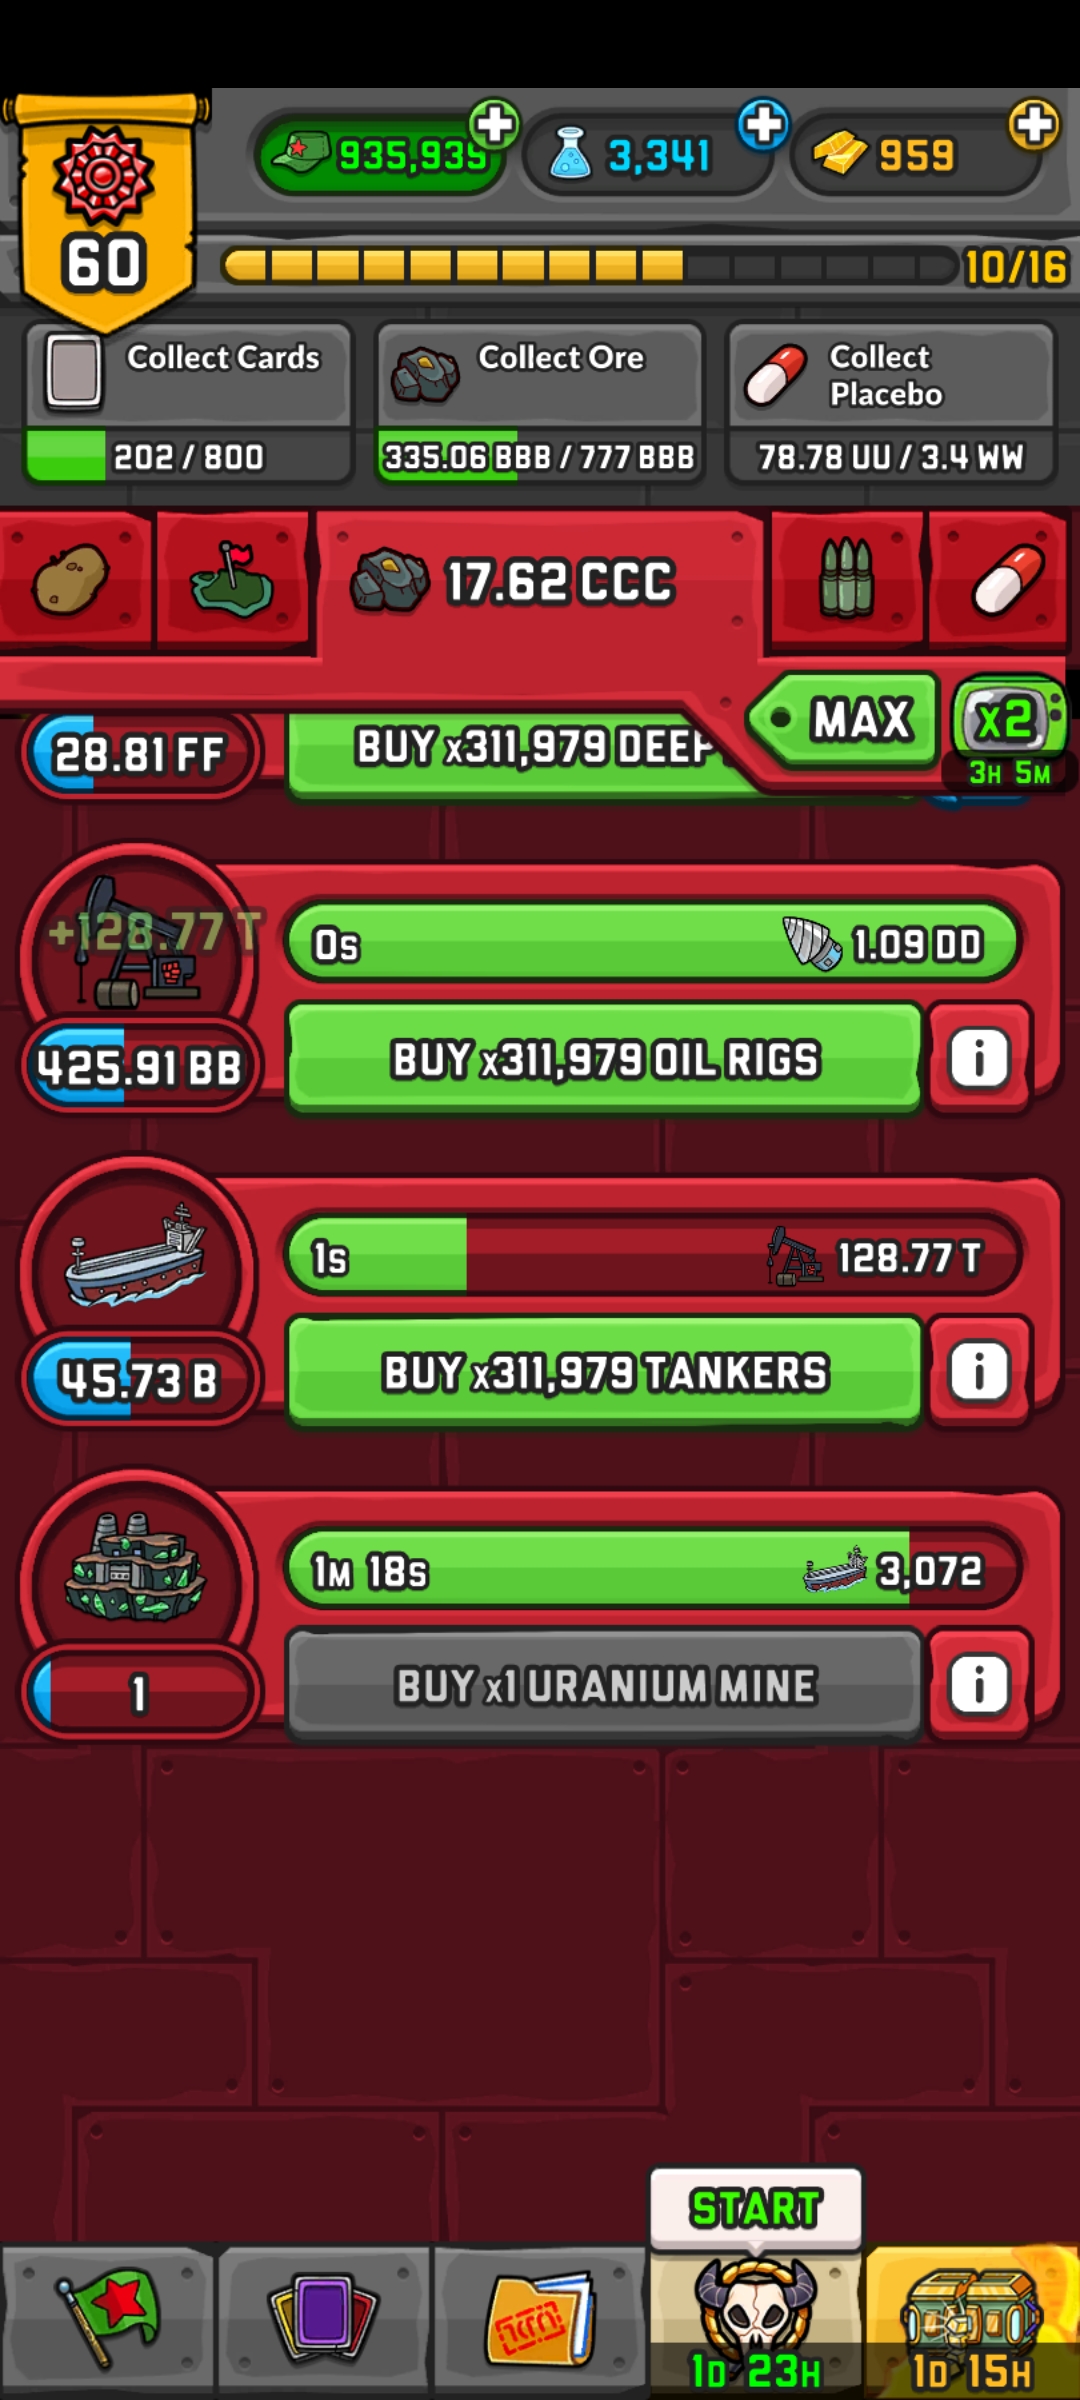 935,939
3,341
959
60
10/16
Collect Cards
202 / 800
Collect Ore
335.06 BBB / 777 BBB
Collect
Placebo
78.78 UU / 3.4 WW
17.62 CCC
MAX
x2
3H 5M
28.81 FF
BUY x311,979 DEEP
+128.77 T
0s
1.09 DD
425.91 BB
BUY x311,979 OIL RIGS
i
1s
128.77 T
45.73 B
BUY x311,979 TANKERS
i
1M 18s
3,072
1
BUY x1 URANIUM MINE
i
START
1D 23H
1D 15H